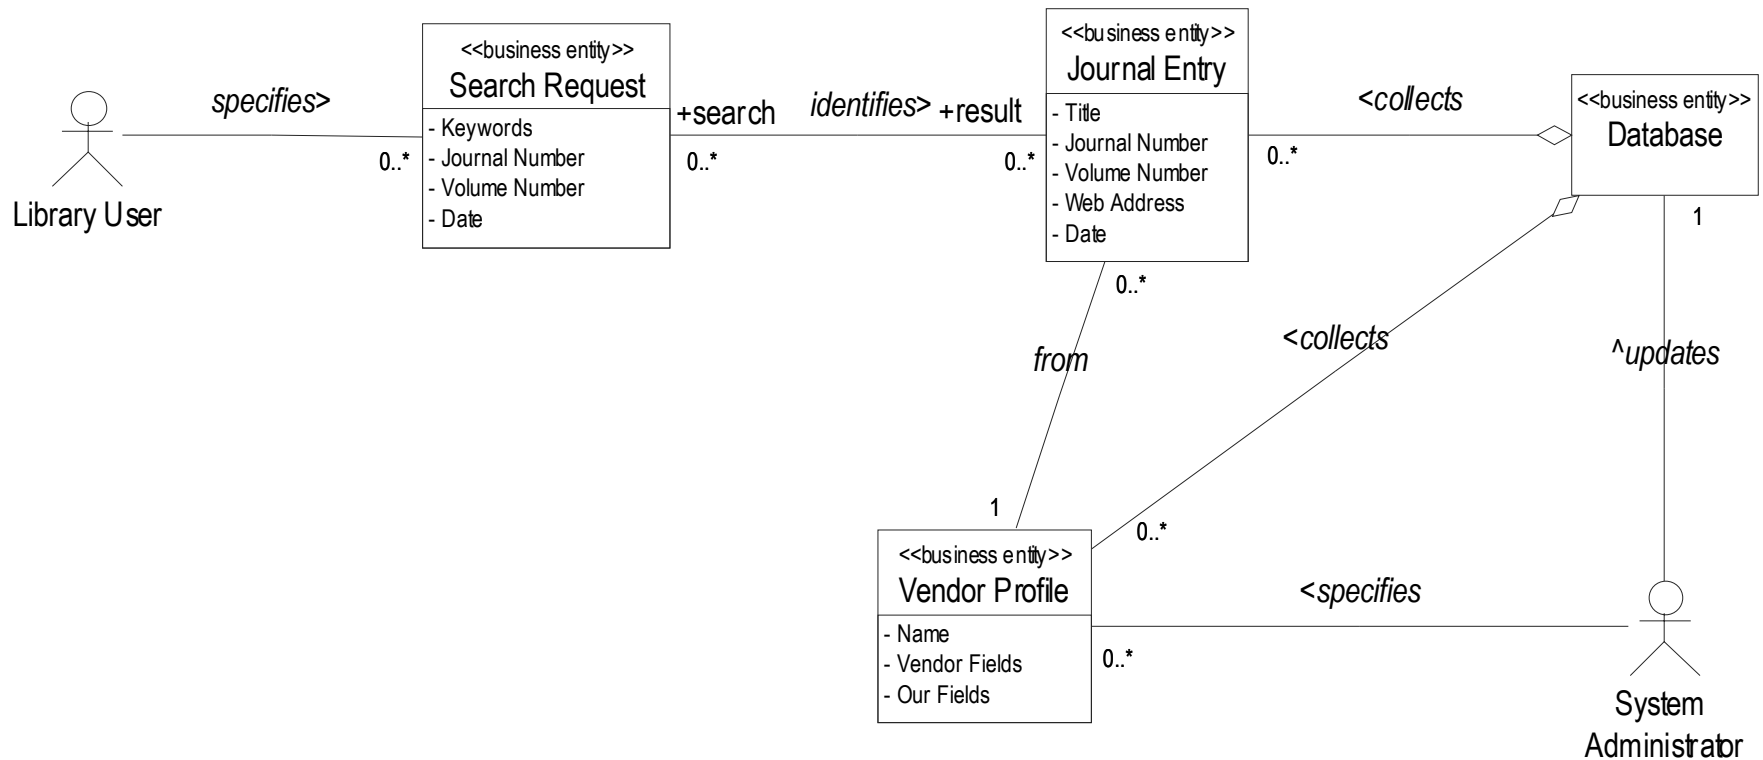 Library User
specifies>
0..*
<<business entity>>
Search Request
- Keywords
- Journal Number
- Volume Number
- Date
+search
0..*
identifies>
+result
0..*
<<business entity>>
Journal Entry
- Title
- Journal Number
- Volume Number
- Web Address
- Date
0..*
<collects
0..*
<<business entity>>
Database
1
from
1
<collects
0..*
^updates
<<business entity>>
Vendor Profile
- Name
- Vendor Fields
- Our Fields
0..*
<specifies
System
Administrator